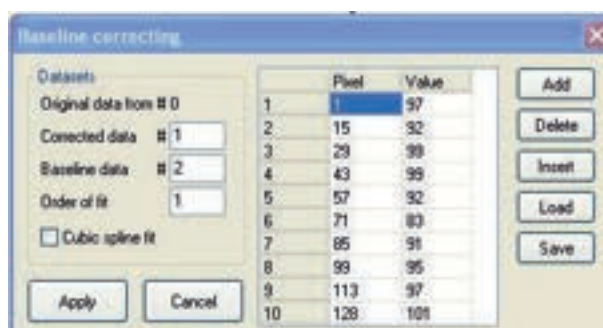 Baseline correcting
Datasets
Original data from # 0
Corrected data # 1
Baseline data # 2
Order of fit 1
Cubic spline fit
Apply Cancel
Pixel Value
1 1 97
2 15 92
3 29 99
4 43 99
5 57 92
6 71 83
7 85 91
8 99 95
9 113 97
10 128 101
Add
Delete
Insert
Load
Save